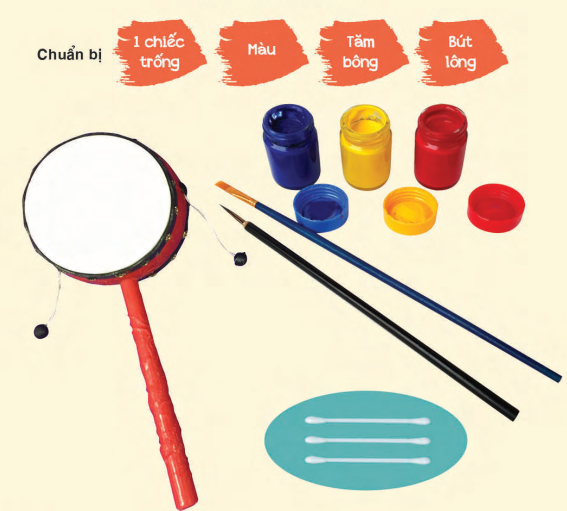 Chuẩn bị
1 chiếc
trống
Màu
Tăm
bông
Bút
lông